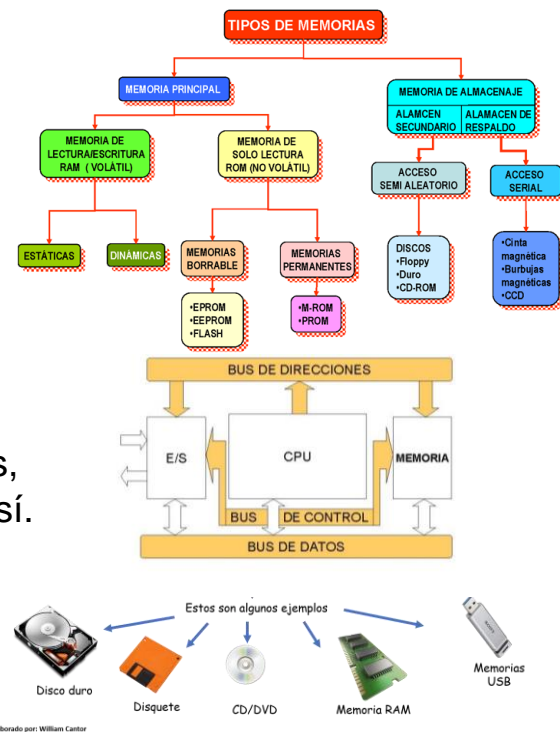 TIPOS DE MEMORIAS
MEMORIA PRINCIPAL
MEMORIA DE ALMACENAJE
ALAMCEN
SECUNDARIO
ALAMACEN DE
RESPALDO
MEMORIA DE
LECTURA/ESCRITURA
RAM ( VOLÀTIL)
MEMORIA DE
SOLO LECTURA
ROM (NO VOLÀTIL)
ACCESO
SEMI ALEATORIO
ACCESO
SERIAL
ESTÁTICAS
DINÁMICAS
MEMORIAS
BORRABLE
MEMORIAS
PERMANENTES
DISCOS
•Floppy
•Duro
•CD-ROM
•Cinta
magnética
•Burbujas
magnéticas
•CCD
•EPROM
•EEPROM
•FLASH
•M-ROM
•PROM
BUS DE DIRECCIONES
E/S
CPU
MEMORIA
s,
sí.
BUS DE CONTROL
BUS DE DATOS
Estos son algunos ejemplos
Disco duro
Disquete
CD/DVD
Memoria RAM
Memorias
USB
borado por: William Cantor